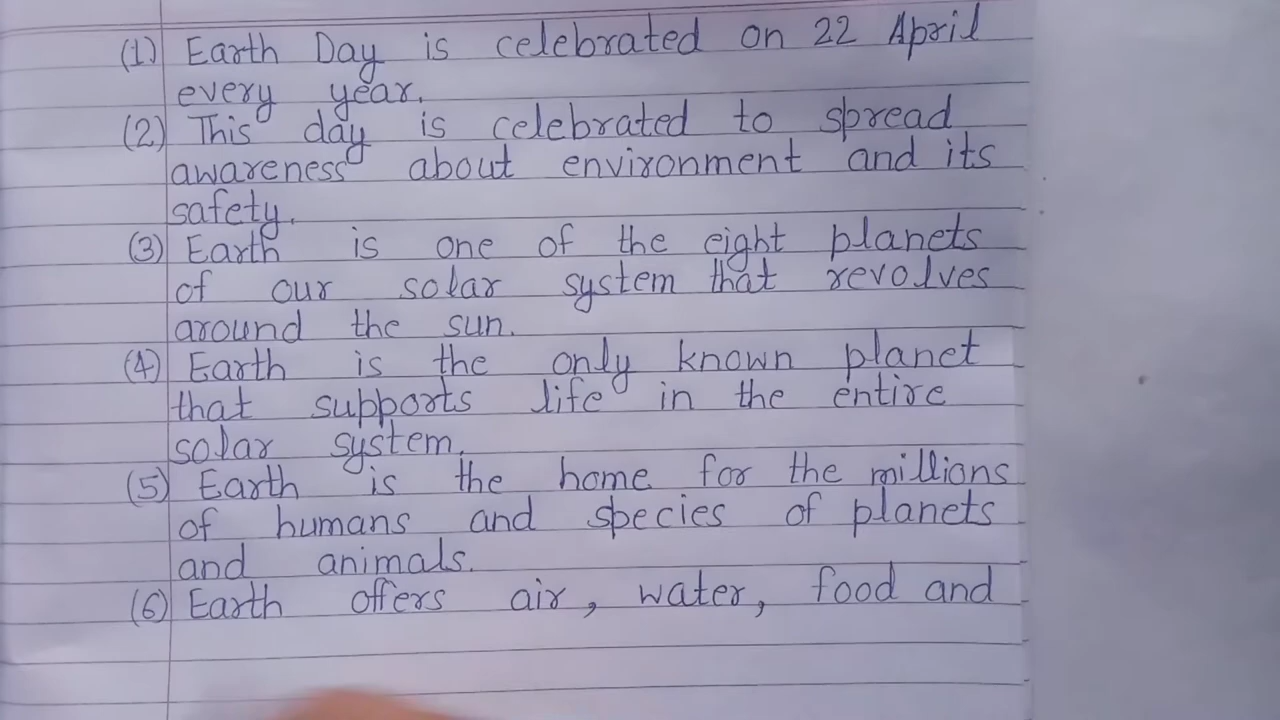 (1) Earth Day is celebrated on 22 April
every year.
(2) This day is celebrated to spread
awareness about environment and its
safety.
(3) Earth is one of the eight planets
of our solar system that revolves
around the sun.
(4) Earth is the only known planet
that supports life in the entire
solar system.
(5) Earth is the home for the millions
of humans and species of planets
and animals.
(6) Earth offers air, water, food and